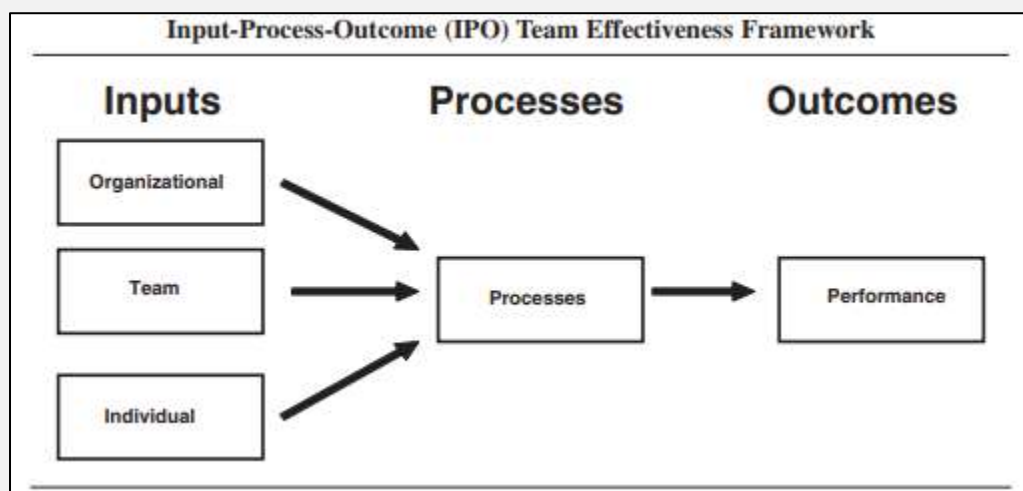 Input-Process-Outcome (IPO) Team Effectiveness Framework
Inputs Processes Outcomes
Organizational
Team
Processes
Performance
Individual